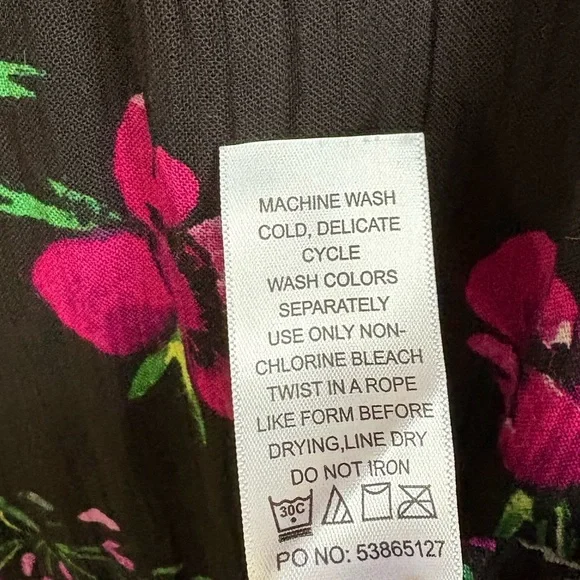 MACHINE WASH
COLD, DELICATE
CYCLE
WASH COLORS
SEPARATELY
USE ONLY NON-
CHLORINE BLEACH
TWIST IN A ROPE
LIKE FORM BEFORE
DRYING,LINE DRY
DO NOT IRON
30C
PO NO: 53865127